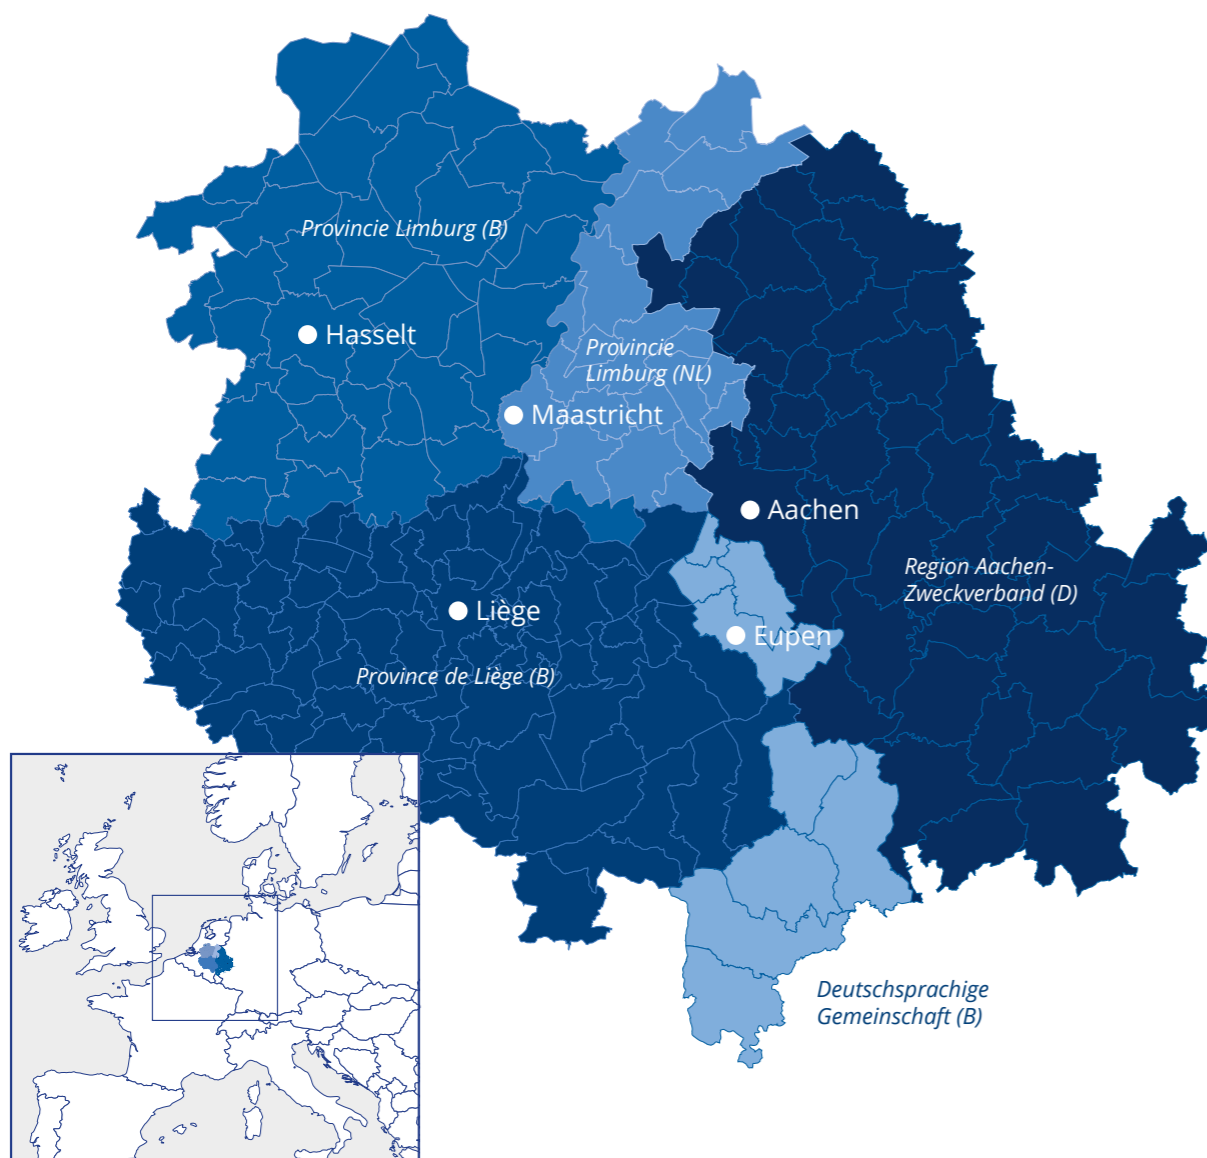 Provincie Limburg (B)
Hasselt
Provincie
Limburg (NL)
Maastricht
Aachen
Region Aachen-
Zweckverband (D)
Liège
Eupen
Province de Liège (B)
Deutschsprachige
Gemeinschaft (B)